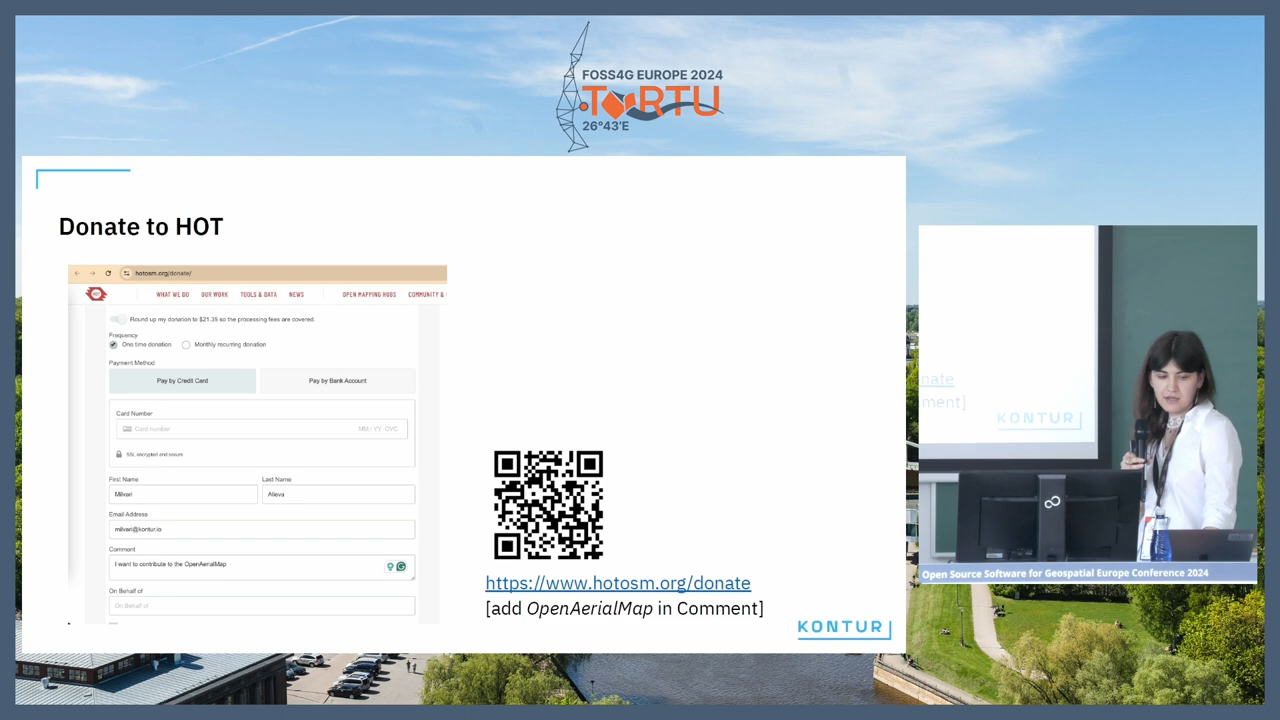 FOSS4G EUROPE 2024
TORTU
26°43'E
Donate to HOT
hotosm.org/donate/
HOT
WHAT WE DO OUR WORK TOOLS & DATA NEWS OPEN MAPPING HUBS COMMUNITY &
Round up my donation to $21.35 so the processing fees are covered.
Frequency
One time donation Monthly recurring donation
Payment Method
Pay by Credit Card Pay by Bank Account
Card Number
Card number MM / YY CVC
SSL encrypted and secure
First Name Last Name
Milvari Alieva
Email Address
milvari@kontur.io
Comment
I want to contribute to the OpenAerialMap
On Behalf of
On Behalf of
https://www.hotosm.org/donate
[add OpenAerialMap in Comment]
KONTUR
nate
ment]
KONTUR
Open Source Software for Geospatial Europe Conference 2024